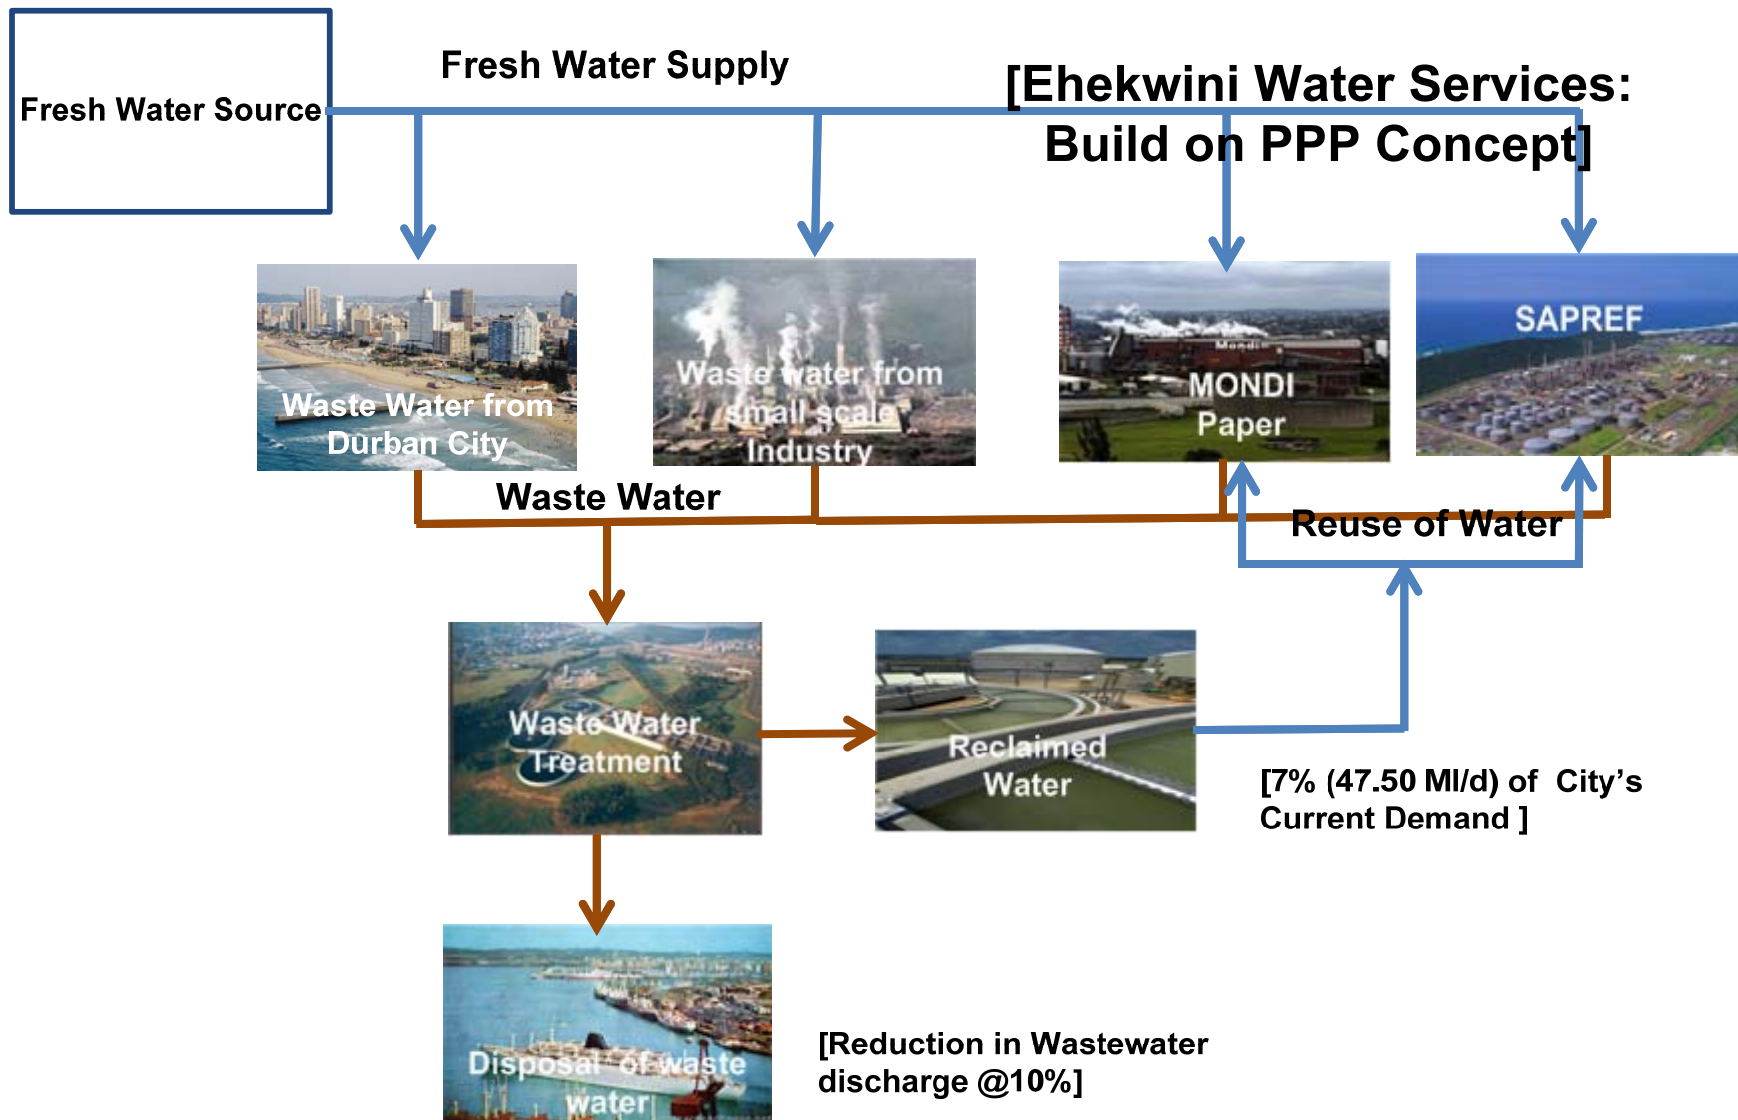 Fresh Water Supply
[Ehekwini Water Services:
Build on PPP Concept]
Fresh Water Source
Waste Water from
Durban City
Waste water from
small scale
Industry
Mondi
MONDI
Paper
SAPREF
Waste Water
Reuse of Water
Waste Water
Treatment
Reclaimed
Water
[7% (47.50 Ml/d) of City’s
Current Demand ]
Disposal of waste
water
[Reduction in Wastewater
discharge @10%]